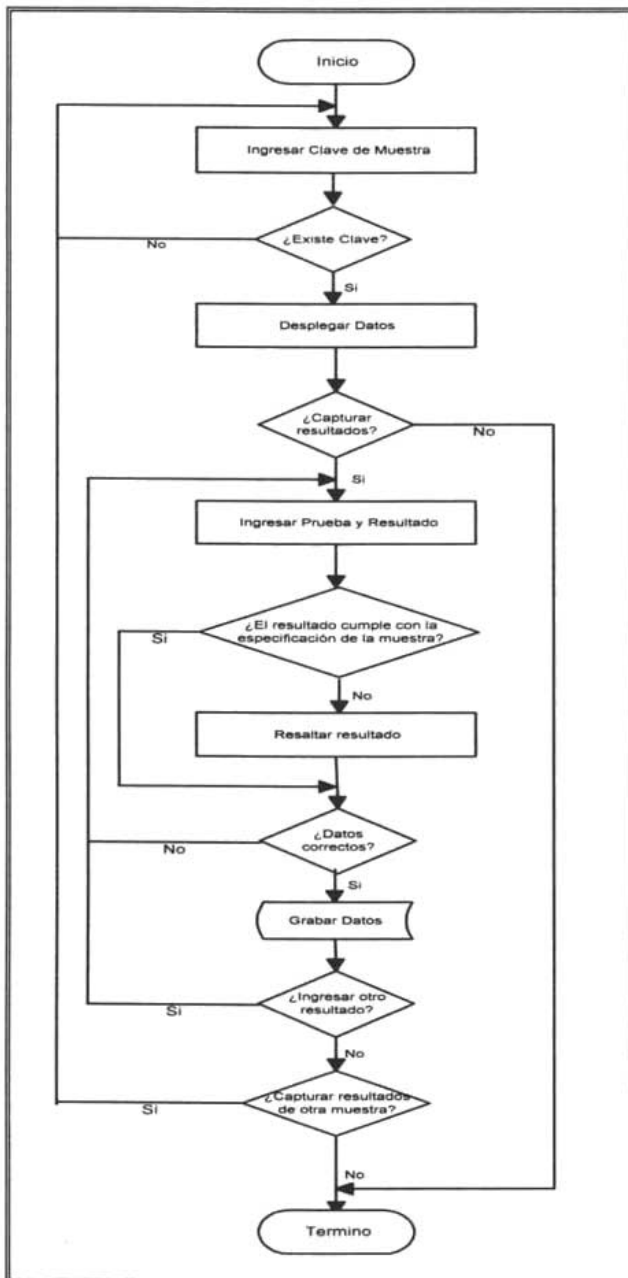 Inicio
Ingresar Clave de Muestra
¿Existe Clave?
No
Si
Desplegar Datos
¿Capturar
resultados?
No
Si
Ingresar Prueba y Resultado
¿El resultado cumple con la
especificación de la muestra?
Si
No
Resaltar resultado
¿Datos
correctos?
No
Si
Grabar Datos
¿Ingresar otro
resultado?
Si
No
¿Capturar resultados
de otra muestra?
Si
No
Termino